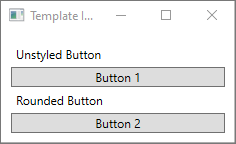 Template I...
Unstyled Button
Button 1
Rounded Button
Button 2